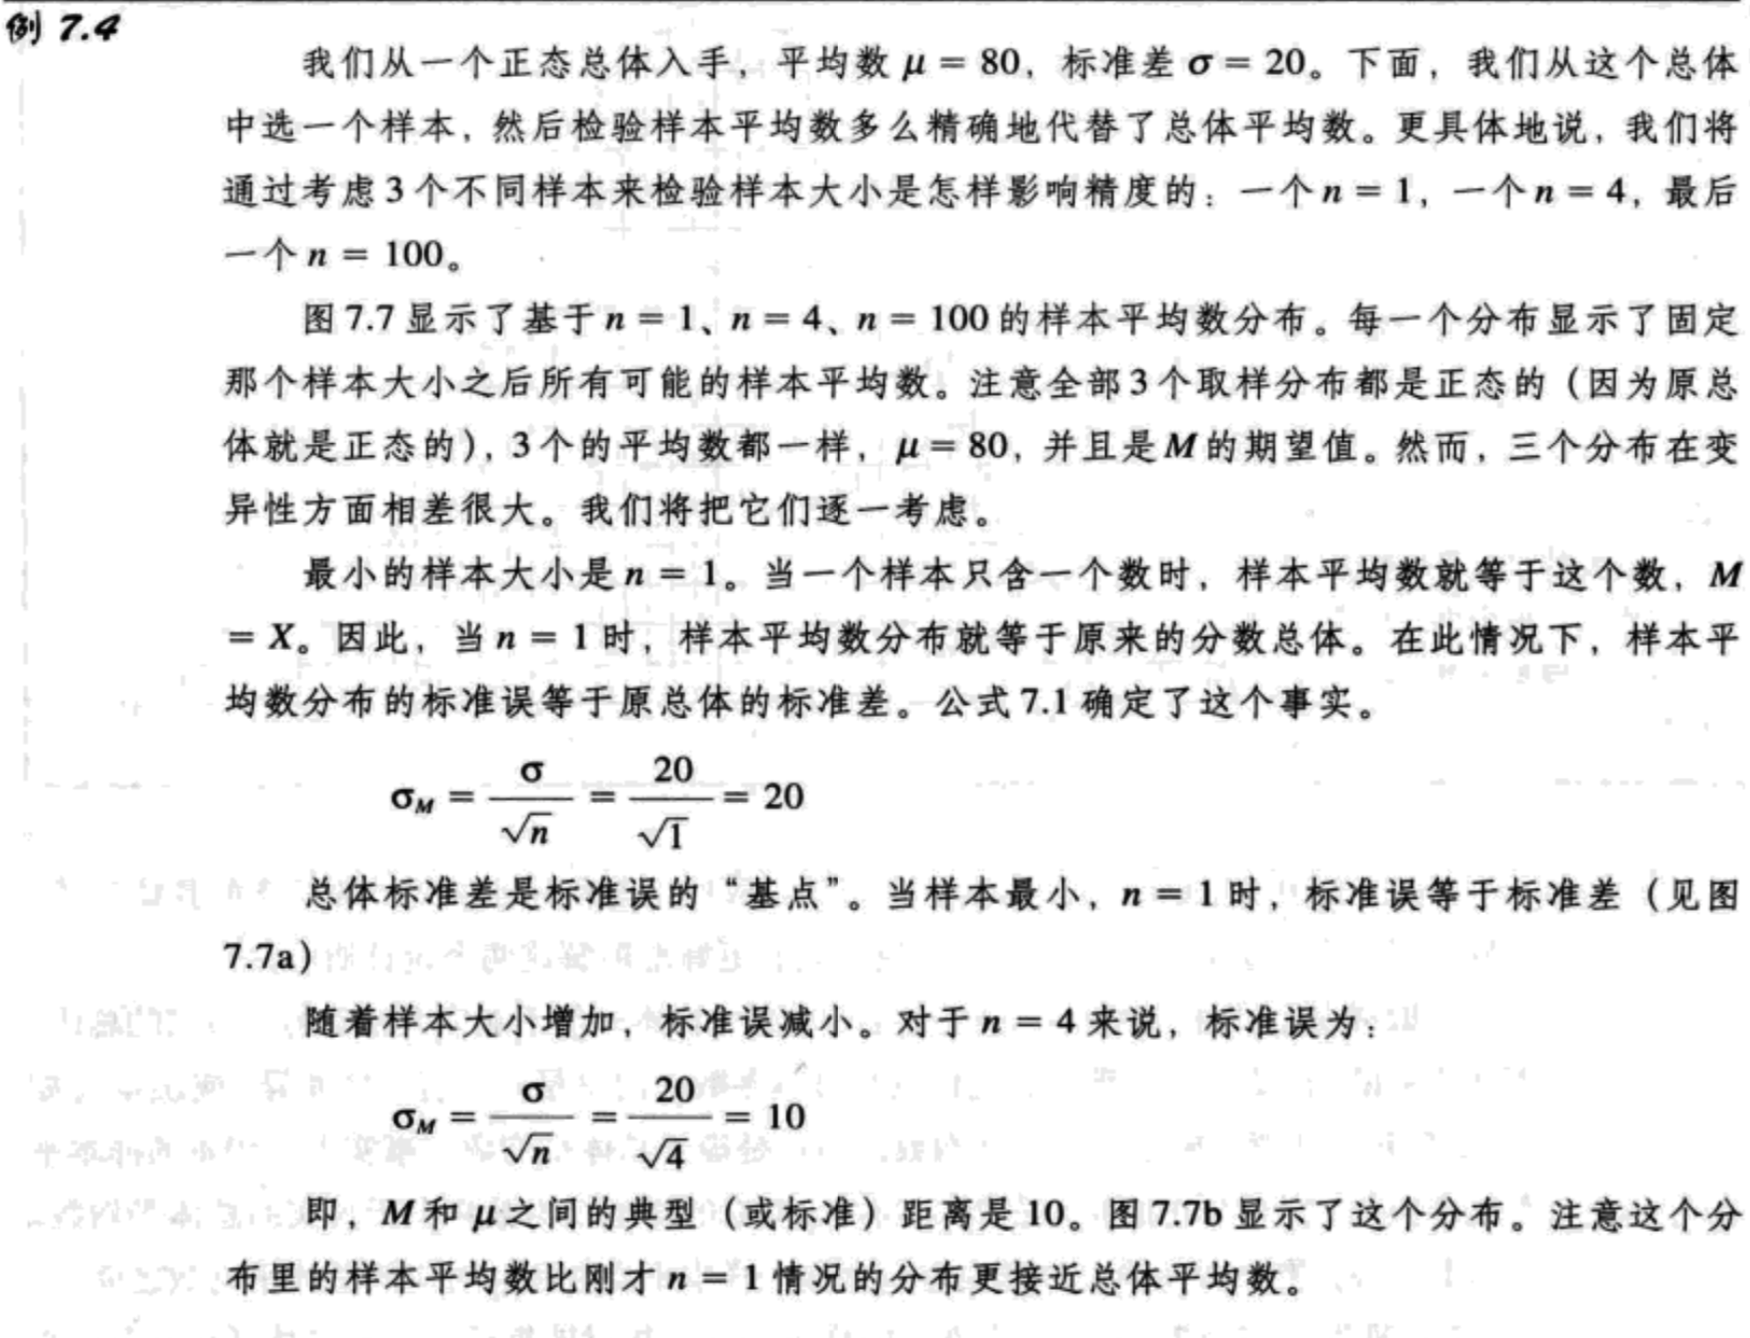 例 7.4
我们从一个正态总体入手，平均数 μ = 80，标准差 σ = 20。下面，我们从这个总体
中选一个样本，然后检验样本平均数多么精确地代替了总体平均数。更具体地说，我们将
通过考虑 3 个不同样本来检验样本大小是怎样影响精度的：一个 n = 1，一个 n = 4，最后
一个 n = 100。
图 7.7 显示了基于 n = 1、n = 4、n = 100 的样本平均数分布。每一个分布显示了固定
那个样本大小之后所有可能的样本平均数。注意全部 3 个取样分布都是正态的（因为原总
体就是正态的），3 个的平均数都一样，μ = 80，并且是 M 的期望值。然而，三个分布在变
异性方面相差很大。我们将把它们逐一考虑。
最小的样本大小是 n = 1。当一个样本只含一个数时，样本平均数就等于这个数，M
= X。因此，当 n = 1 时，样本平均数分布就等于原来的分数总体。在此情况下，样本平
均数分布的标准误等于原总体的标准差。公式 7.1 确定了这个事实。
σ_M = σ/√n = 20/√1 = 20
总体标准差是标准误的“基点”。当样本最小，n = 1 时，标准误等于标准差（见图
7.7a）
随着样本大小增加，标准误减小。对于 n = 4 来说，标准误为：
σ_M = σ/√n = 20/√4 = 10
即，M 和 μ 之间的典型（或标准）距离是 10。图 7.7b 显示了这个分布。注意这个分
布里的样本平均数比刚才 n = 1 情况的分布更接近总体平均数。